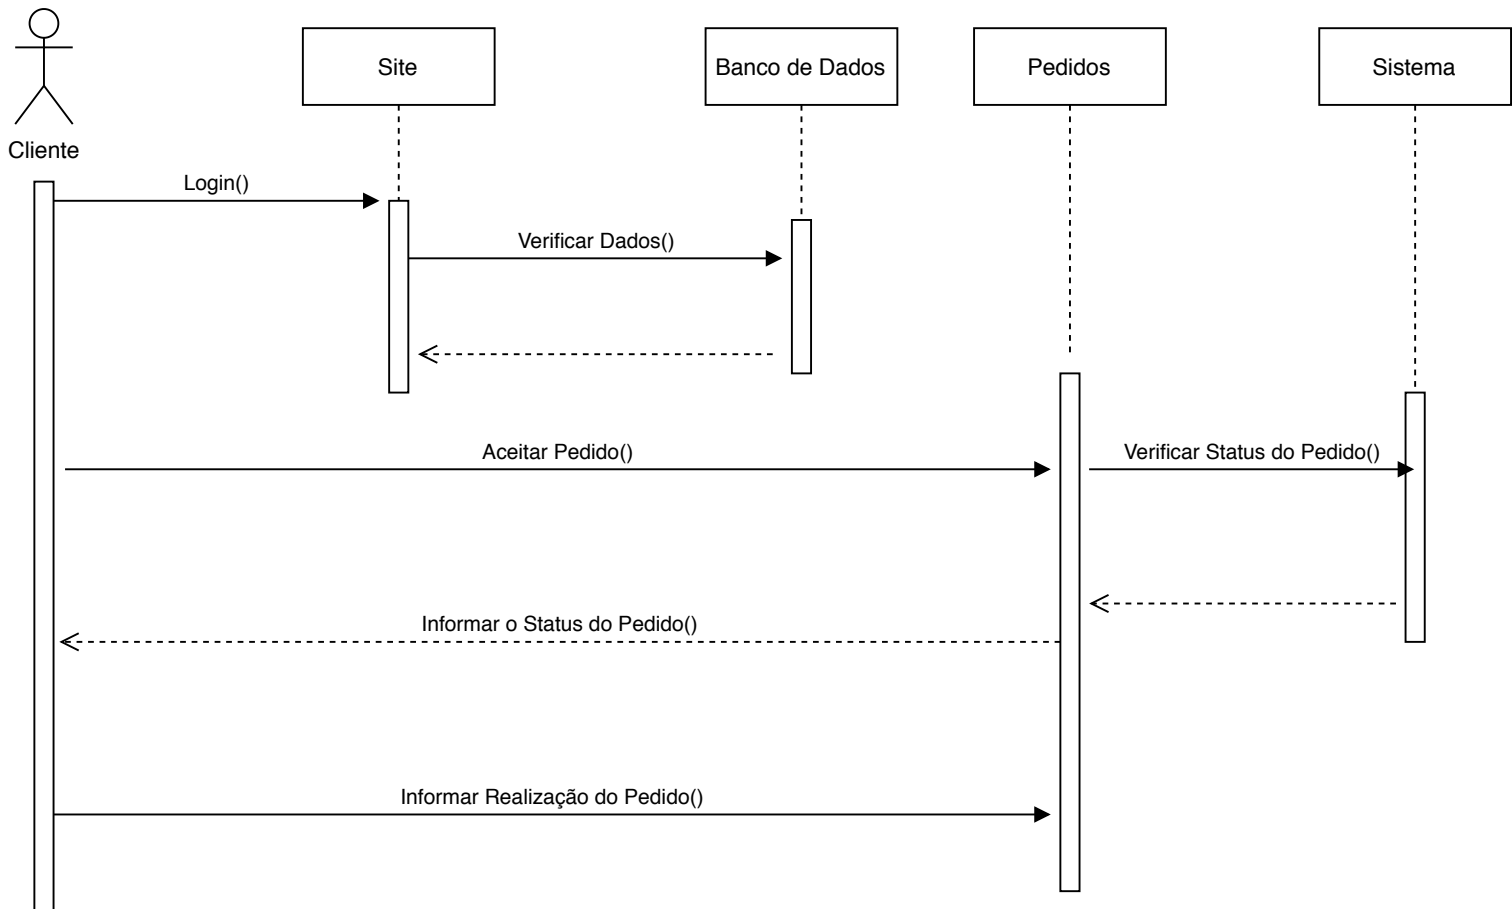 Site
Banco de Dados
Pedidos
Sistema
Cliente
Login()
Verificar Dados()
Aceitar Pedido()
Verificar Status do Pedido()
Informar o Status do Pedido()
Informar Realização do Pedido()